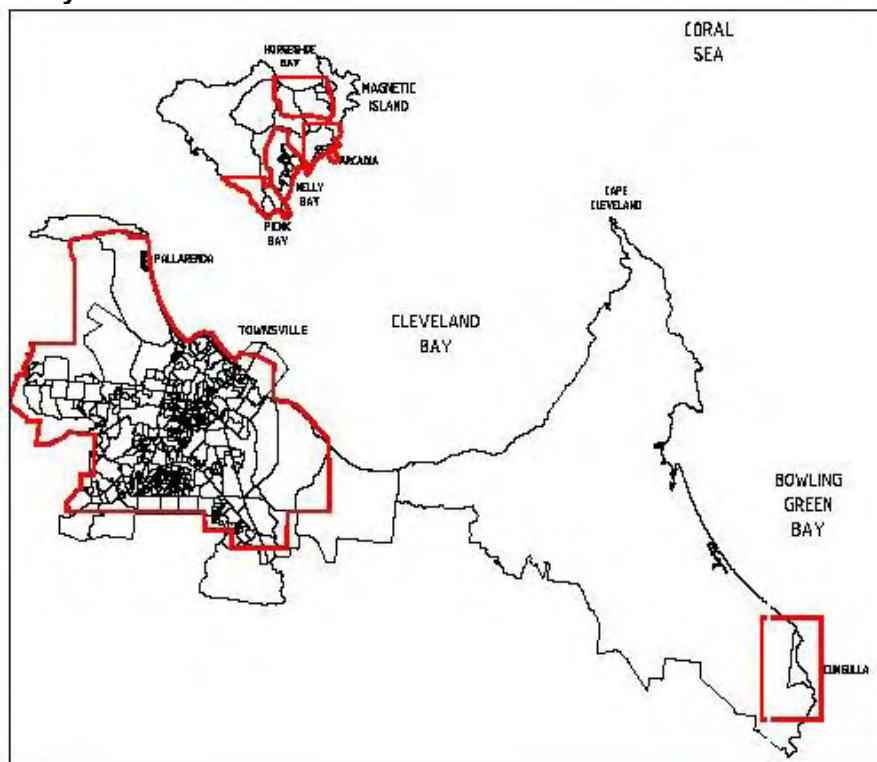 CORAL
SEA
HORSESHOE
BAY
MAGNETIC
ISLAND
ARCADIA
NELLY
BAY
PICNIC
BAY
CAPE
CLEVELAND
PALLARENDA
TOWNSVILLE
CLEVELAND
BAY
BOWLING
GREEN
BAY
CUNGULLA